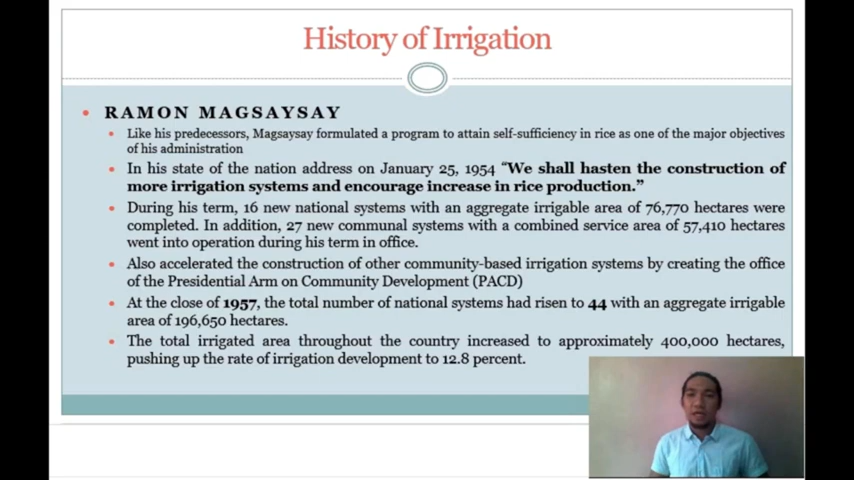 History of Irrigation
• RAMON MAGSAYSAY
• Like his predecessors, Magsaysay formulated a program to attain self-sufficiency in rice as one of the major objectives
of his administration
• In his state of the nation address on January 25, 1954 “We shall hasten the construction of
more irrigation systems and encourage increase in rice production.”
• During his term, 16 new national systems with an aggregate irrigable area of 76,770 hectares were
completed. In addition, 27 new communal systems with a combined service area of 57,410 hectares
went into operation during his term in office.
• Also accelerated the construction of other community-based irrigation systems by creating the office
of the Presidential Arm on Community Development (PACD)
• At the close of 1957, the total number of national systems had risen to 44 with an aggregate irrigable
area of 196,650 hectares.
• The total irrigated area throughout the country increased to approximately 400,000 hectares,
pushing up the rate of irrigation development to 12.8 percent.